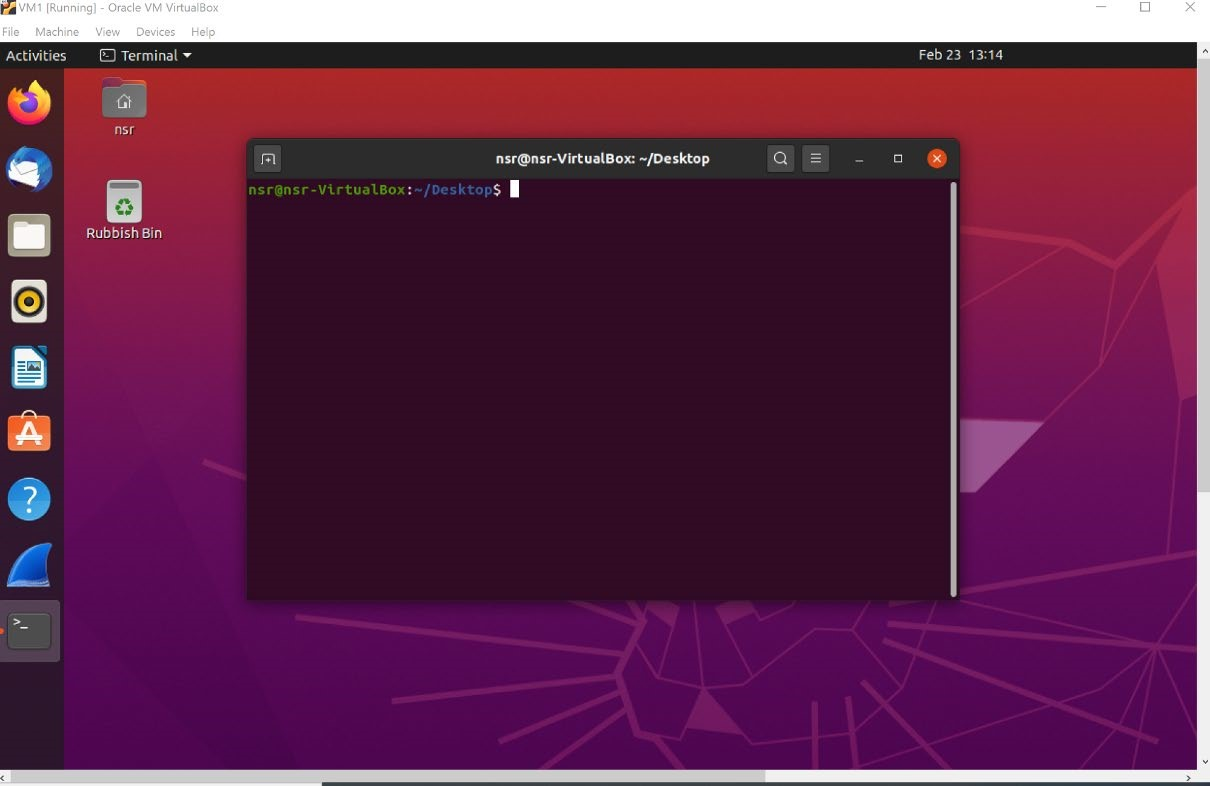 VM1 [Running] - Oracle VM VirtualBox
File Machine View Devices Help
Activities Terminal Feb 23 13:14
nsr
Rubbish Bin
nsr@nsr-VirtualBox: ~/Desktop
nsr@nsr-VirtualBox:~/Desktop$